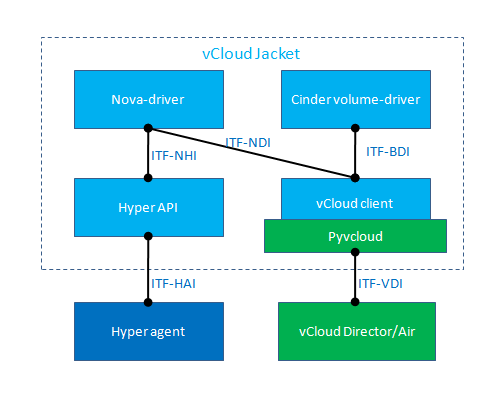 vCloud Jacket
Nova-driver
Cinder volume-driver
ITF-NDI
ITF-NHI
ITF-BDI
Hyper API
vCloud client
Pyvcloud
ITF-HAI
ITF-VDI
Hyper agent
vCloud Director/Air